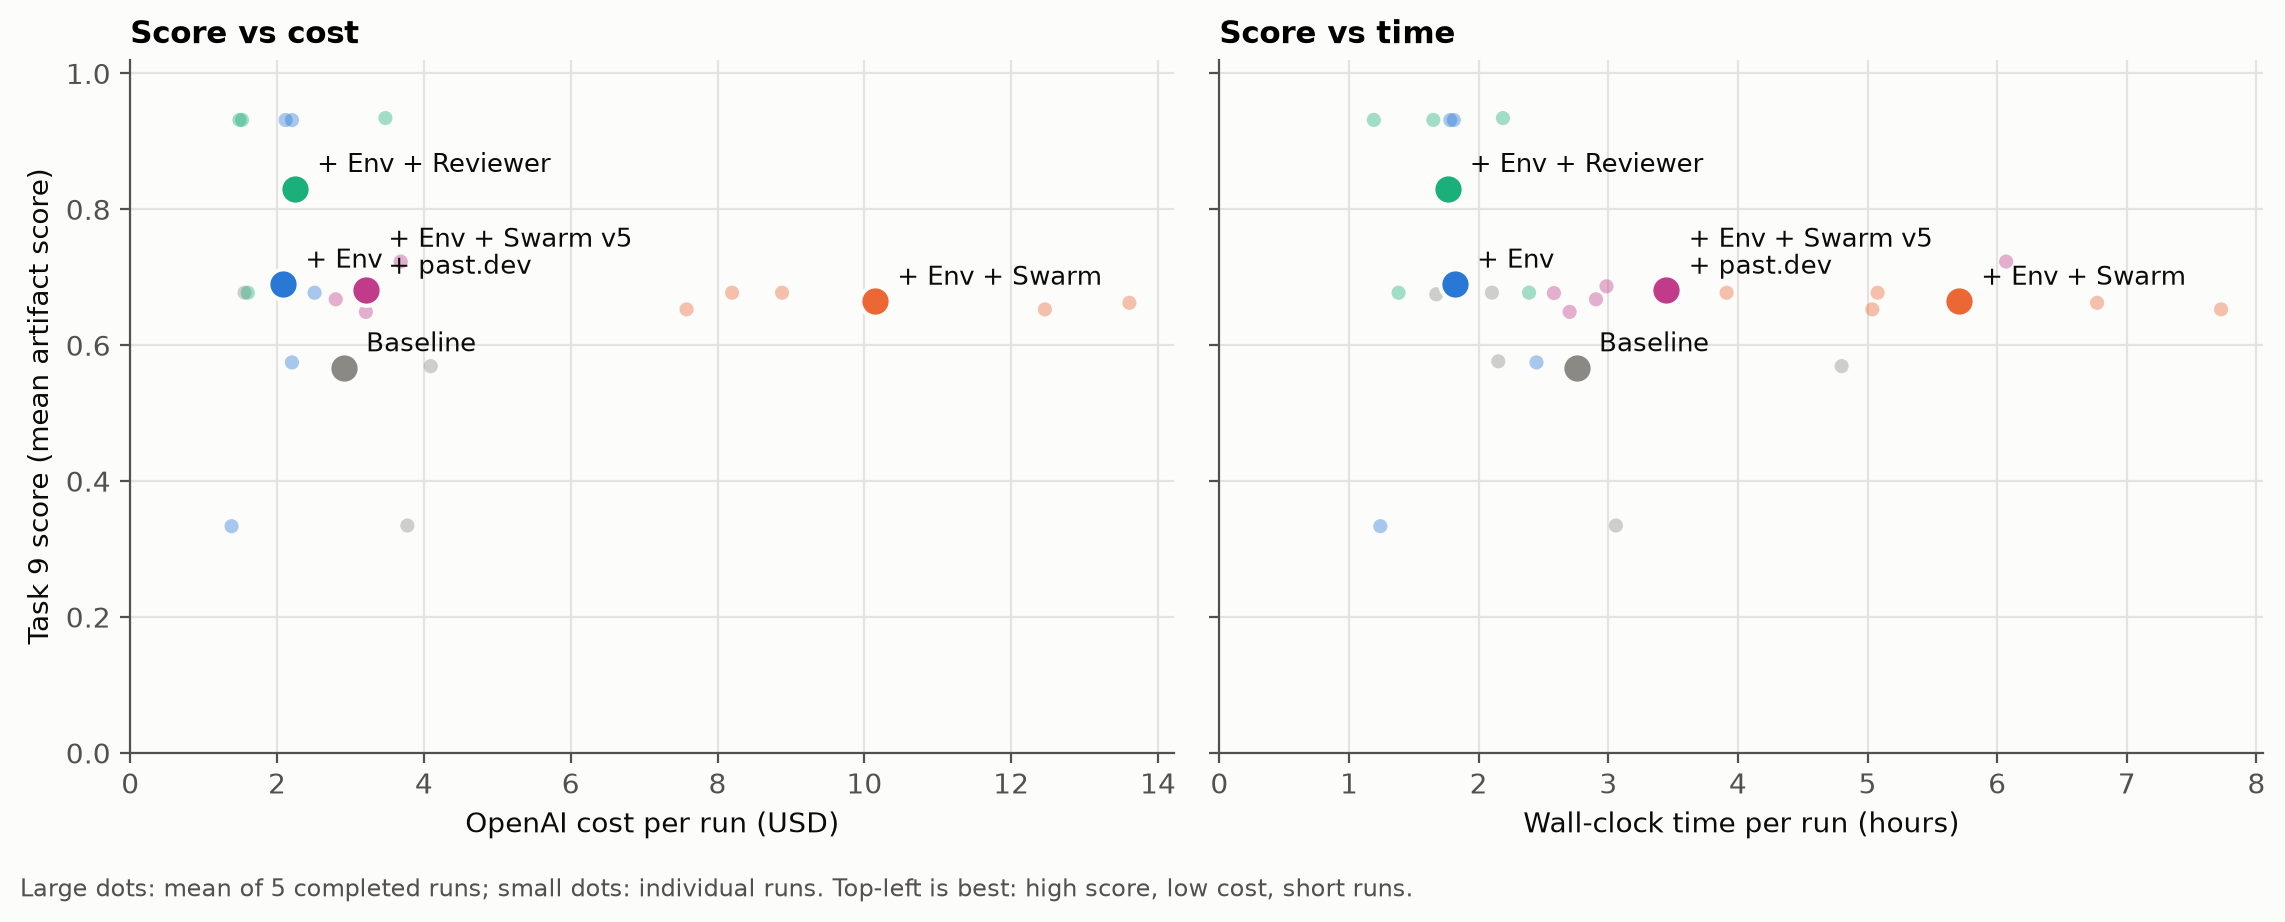 Score vs cost
Score vs time
Task 9 score (mean artifact score)
1.0
0.8
0.6
0.4
0.2
0.0
+ Env + Reviewer
+ Env + Swarm v5
+ past.dev
+ Env
+ Env + Swarm
Baseline
0 2 4 6 8 10 12 14
OpenAI cost per run (USD)
+ Env + Reviewer
+ Env + Swarm v5
+ past.dev
+ Env
+ Env + Swarm
Baseline
0 1 2 3 4 5 6 7 8
Wall-clock time per run (hours)
Large dots: mean of 5 completed runs; small dots: individual runs. Top-left is best: high score, low cost, short runs.